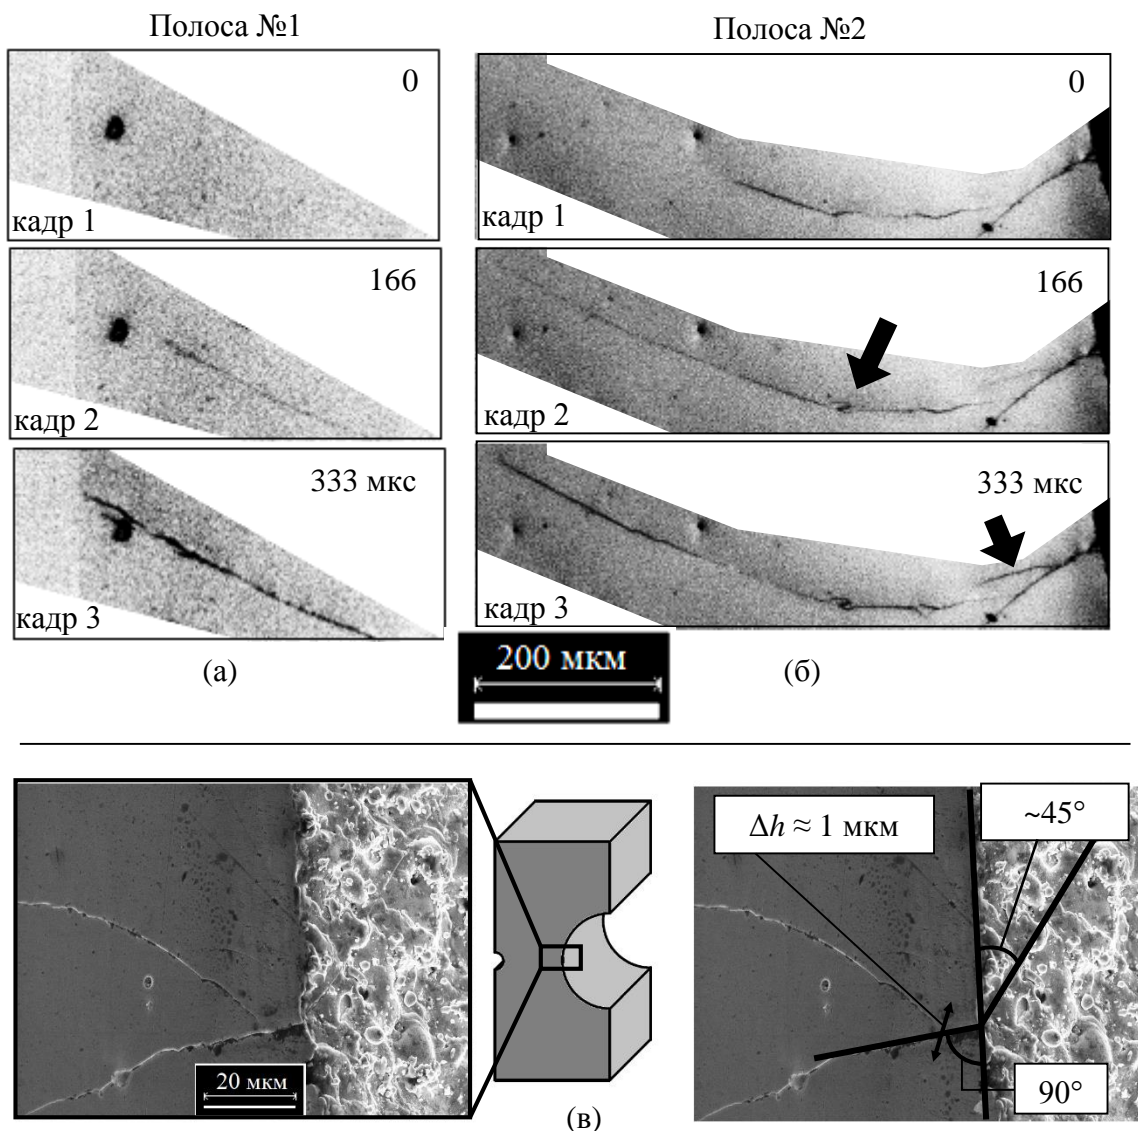 Полоса №1
Полоса №2
0
кадр 1
0
кадр 1
166
кадр 2
166
кадр 2
333 мкс
кадр 3
333 мкс
кадр 3
(а)
200 мкм
(б)
20 мкм
(в)
Δh ≈ 1 мкм
~45°
90°